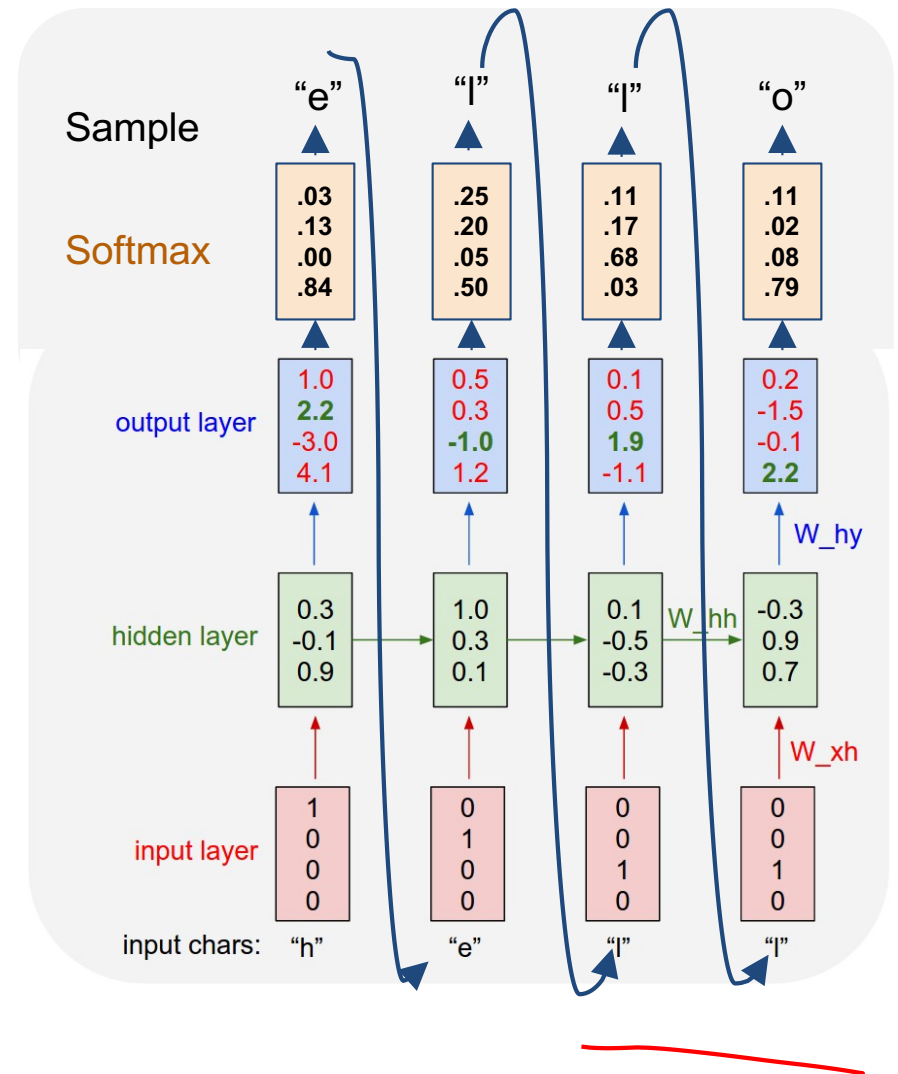 “e” “l” “l” “o”
Sample
.03 .25 .11 .11
.13 .20 .17 .02
Softmax
.00 .05 .68 .08
.84 .50 .03 .79
1.0 0.5 0.1 0.2
2.2 0.3 0.5 -1.5
output layer
-3.0 -1.0 1.9 -0.1
4.1 1.2 -1.1 2.2
W_hy
0.3 1.0 0.1 -0.3
W_hh
hidden layer
-0.1 0.3 -0.5 0.9
0.9 0.1 -0.3 0.7
W_xh
1 0 0 0
0 1 0 0
input layer
0 0 1 1
0 0 0 0
input chars: “h” “e” “l” “l”